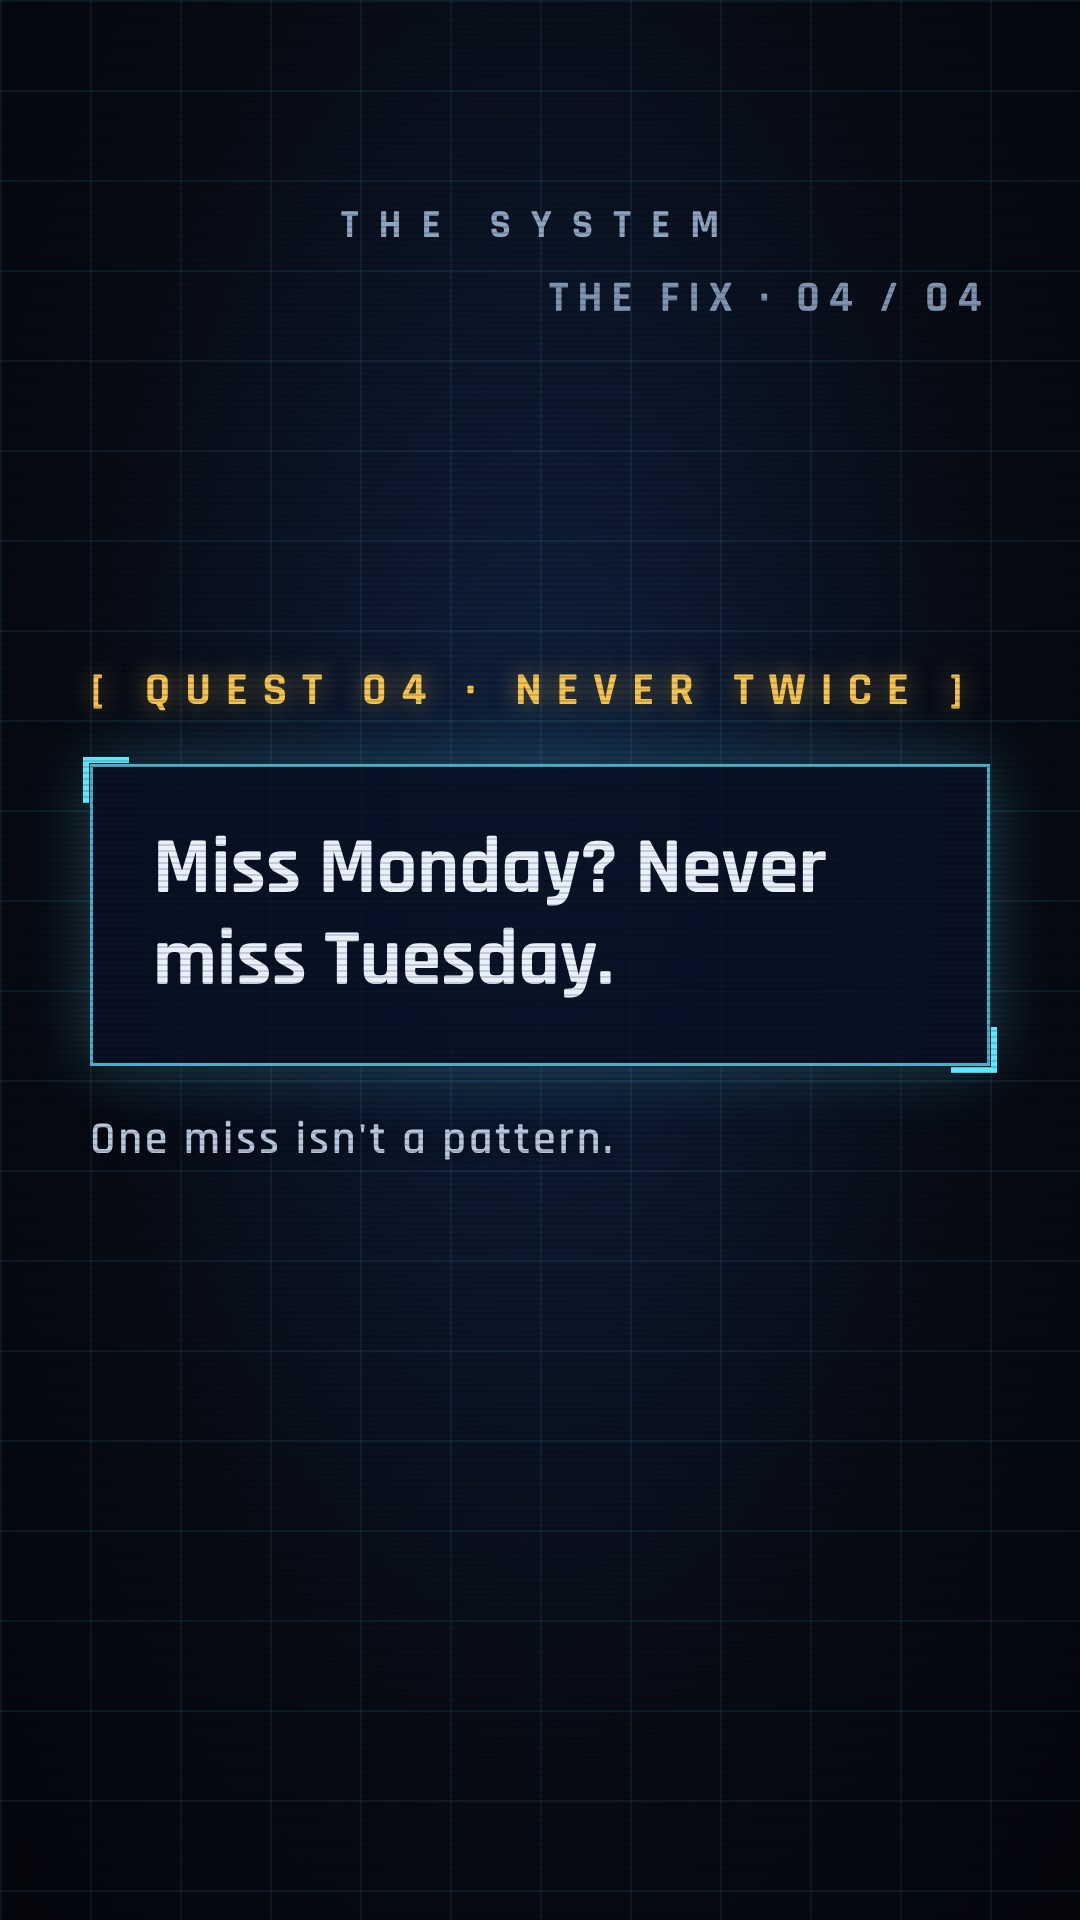 THE SYSTEM
THE FIX · 04 / 04
[ QUEST 04 · NEVER TWICE ]
Miss Monday? Never
miss Tuesday.
One miss isn't a pattern.